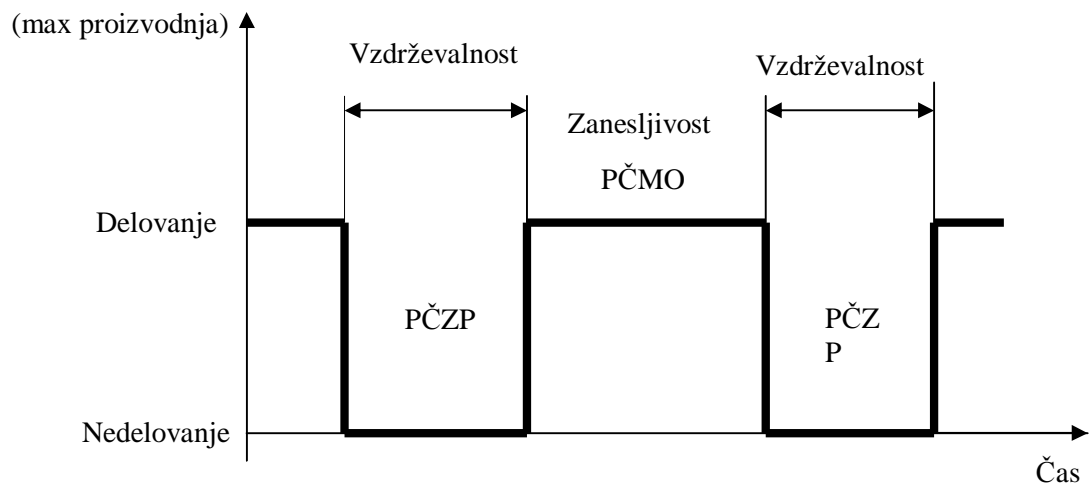 (max proizvodnja)
Vzdrževalnost
Vzdrževalnost
Zanesljivost
PČMO
Delovanje
PČZP
PČZ
P
Nedelovanje
Čas